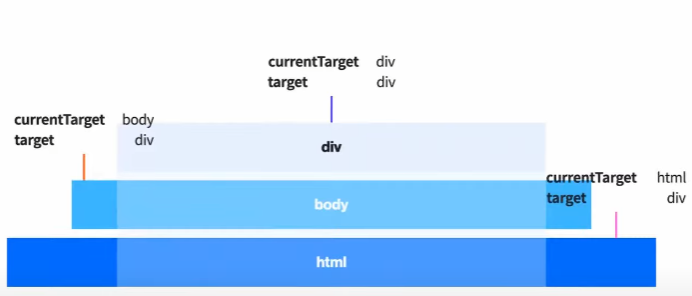 currentTarget div
target div
currentTarget body
target div
div
currentTarget html
target div
body
html